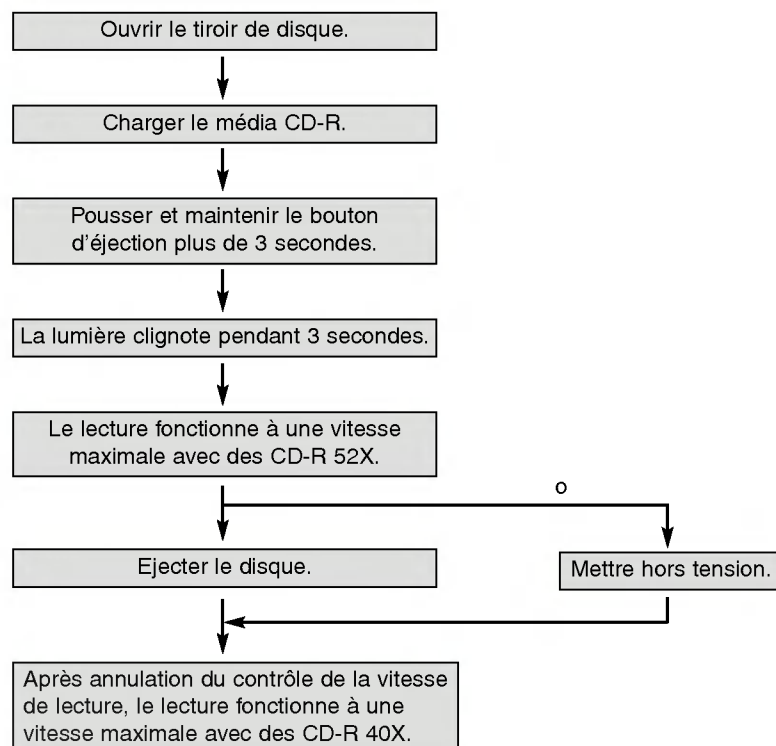 Ouvrir le tiroir de disque.
Charger le média CD-R.
Pousser et maintenir le bouton
d'éjection plus de 3 secondes.
La lumière clignote pendant 3 secondes.
Le lecture fonctionne à une vitesse
maximale avec des CD-R 52X.
o
Ejecter le disque.
Mettre hors tension.
Après annulation du contrôle de la vitesse
de lecture, le lecture fonctionne à une
vitesse maximale avec des CD-R 40X.